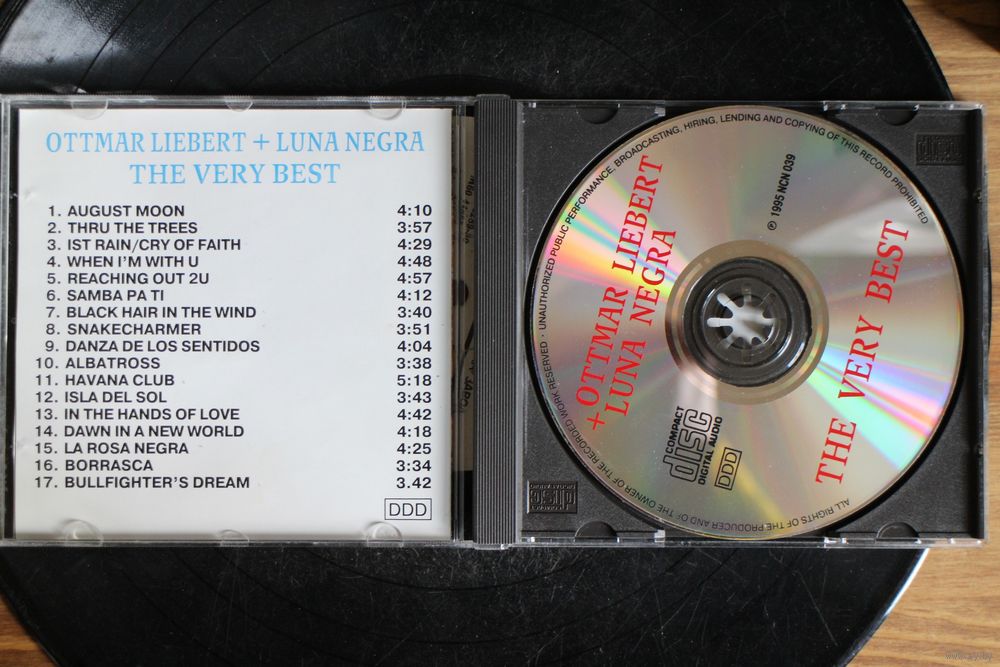 OTTMAR LIEBERT + LUNA NEGRA
THE VERY BEST
1. AUGUST MOON 4:10
2. THRU THE TREES 3:57
3. IST RAIN/CRY OF FAITH 4:29
4. WHEN I'M WITH U 4:48
5. REACHING OUT 2U 4:57
6. SAMBA PA TI 4:12
7. BLACK HAIR IN THE WIND 3:40
8. SNAKECHARMER 3:51
9. DANZA DE LOS SENTIDOS 4:04
10. ALBATROSS 3:38
11. HAVANA CLUB 5:18
12. ISLA DEL SOL 3:43
13. IN THE HANDS OF LOVE 4:42
14. DAWN IN A NEW WORLD 4:18
15. LA ROSA NEGRA 4:25
16. BORRASCA 3:34
17. BULLFIGHTER'S DREAM 3.42
DDD
ALL RIGHTS OF THE PRODUCER AND OF THE OWNER OF THE RECORDED WORK RESERVED · UNAUTHORIZED PUBLIC PERFORMANCE, BROADCASTING, HIRING, LENDING AND COPYING OF THIS RECORD PROHIBITED
℗ 1995 NCN 039
+ OTTMAR LIEBERT
LUNA NEGRA
THE VERY BEST
COMPACT
disc
DIGITAL AUDIO
DDD
COMPACT
disc
DIGITAL AUDIO